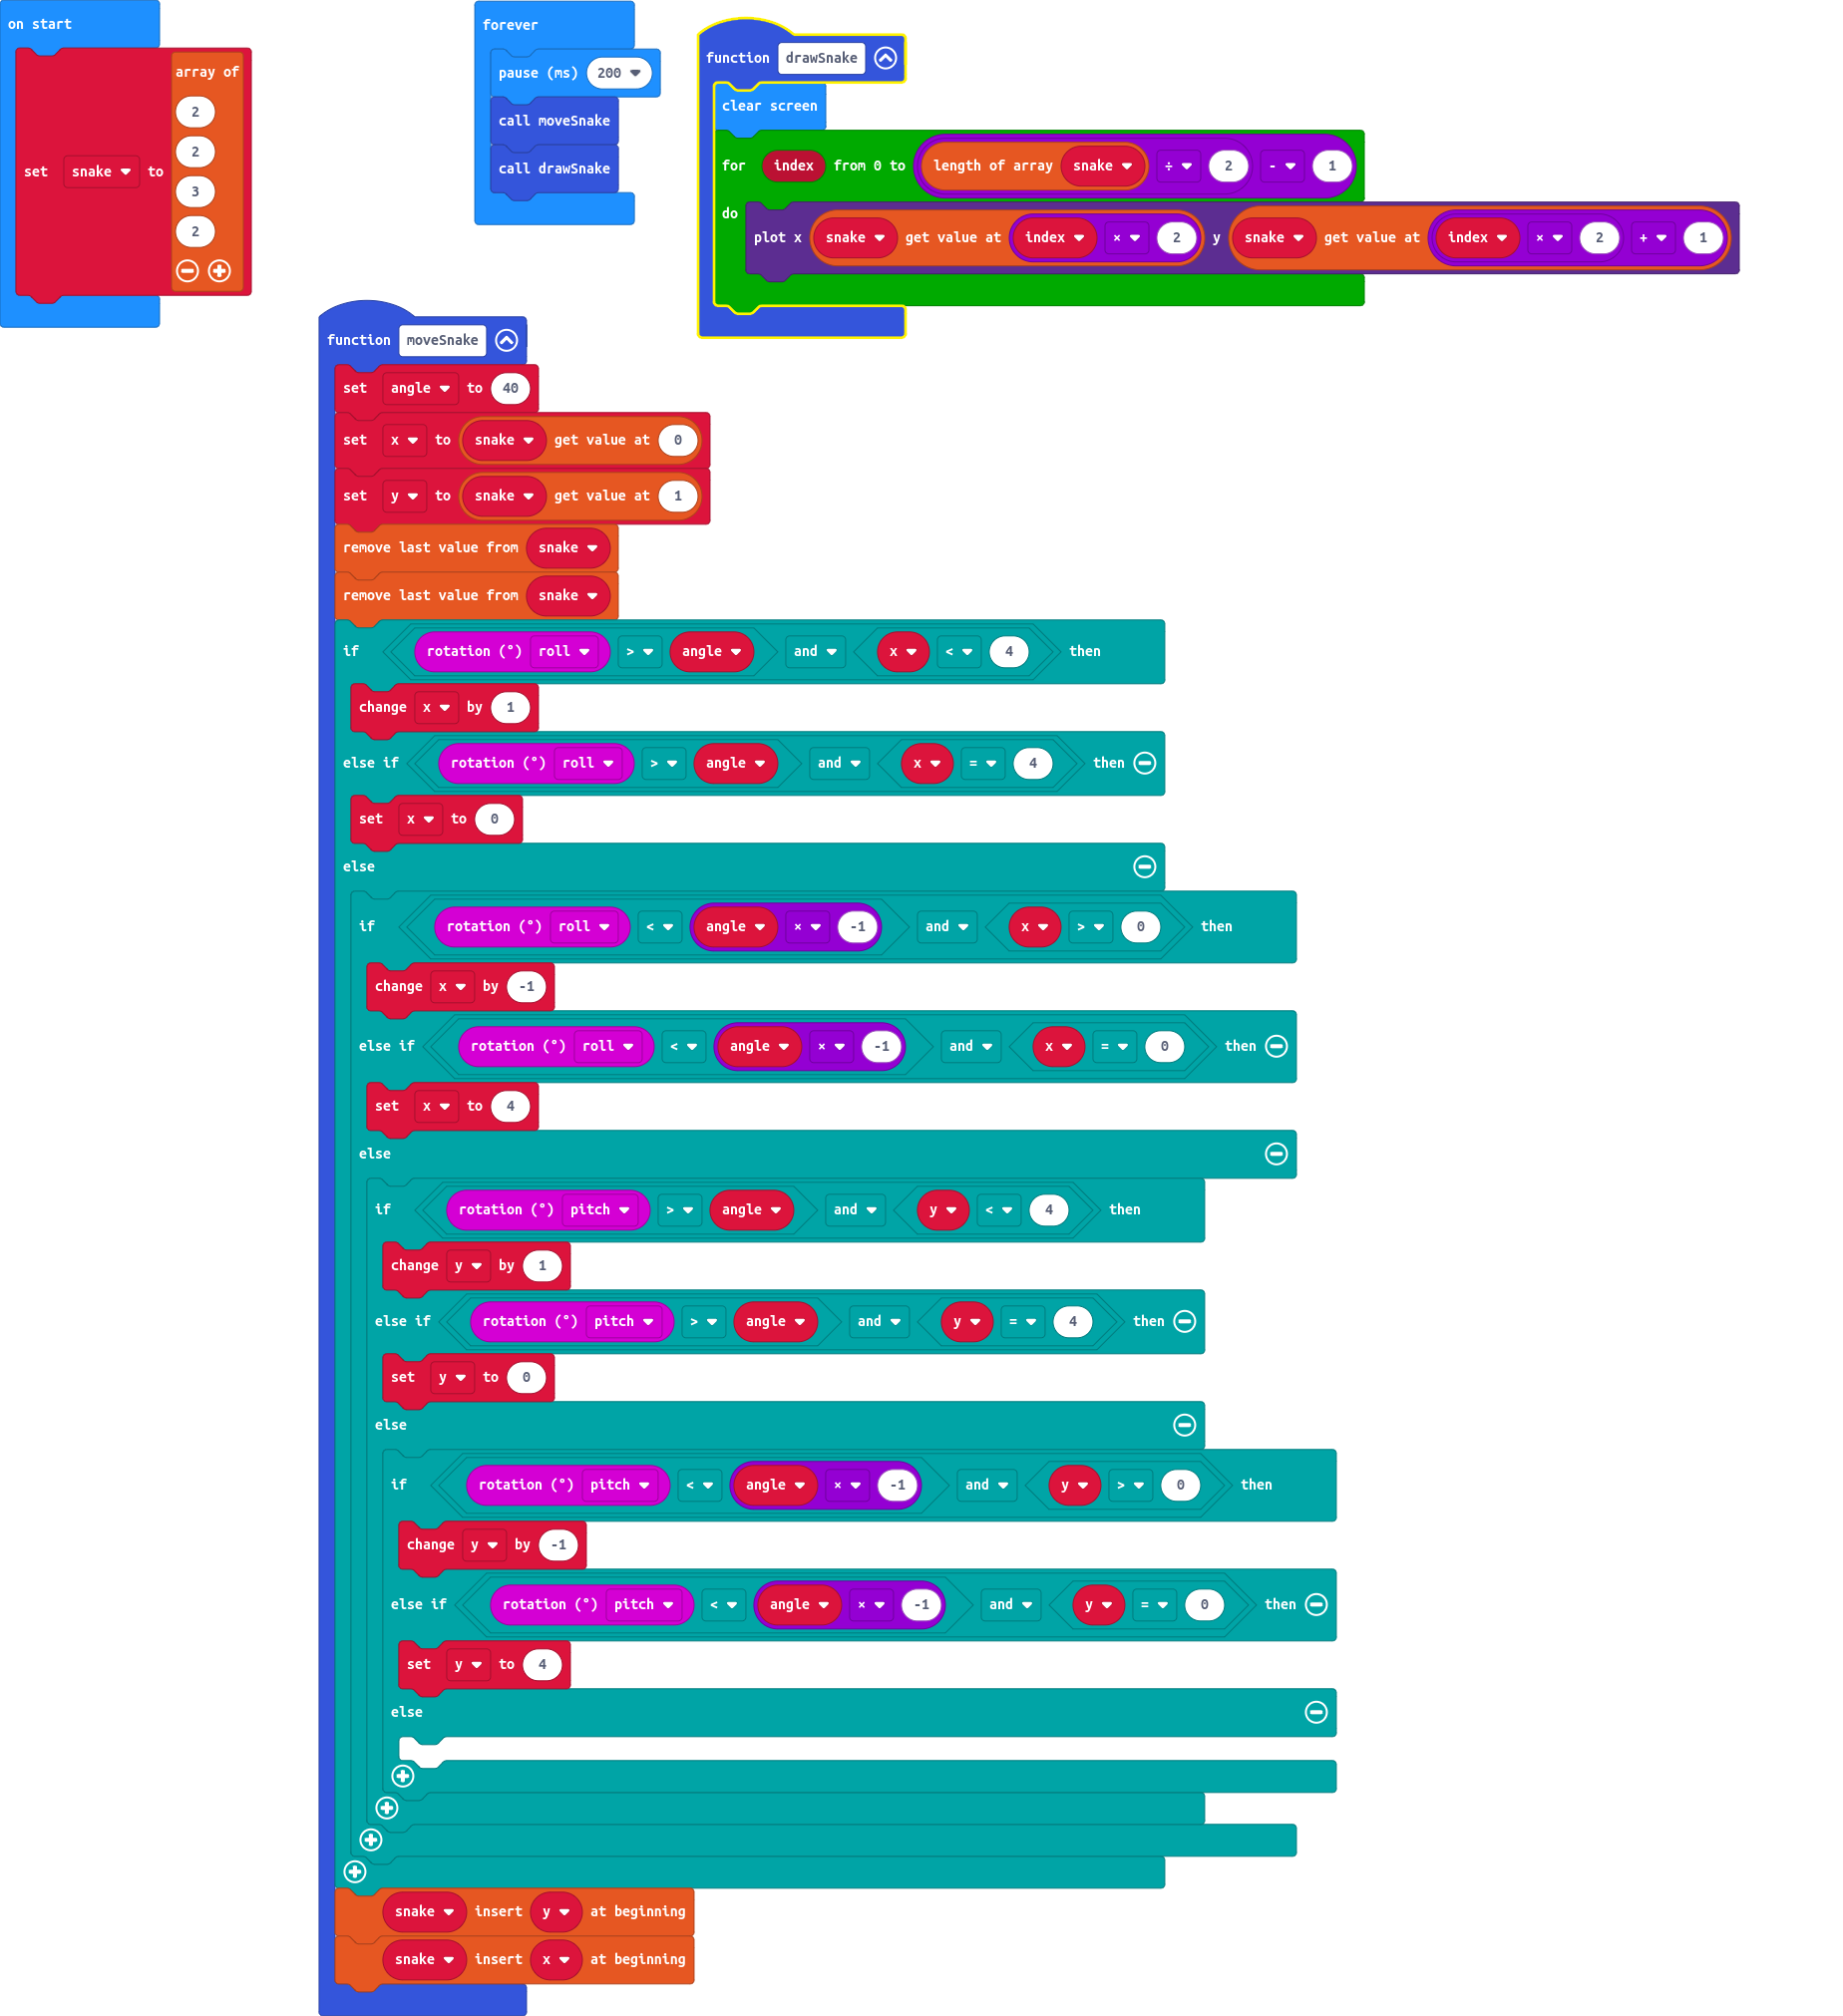 on start
set snake to array of
2
2
3
2
forever
pause (ms) 200
call moveSnake
call drawSnake
function drawSnake
clear screen
for index from 0 to length of array snake ÷ 2 - 1
do
plot x snake get value at index × 2 y snake get value at index × 2 + 1
function moveSnake
set angle to 40
set x to snake get value at 0
set y to snake get value at 1
remove last value from snake
remove last value from snake
if rotation (°) roll > angle and x < 4 then
change x by 1
else if rotation (°) roll > angle and x = 4 then
set x to 0
else
if rotation (°) roll < angle × -1 and x > 0 then
change x by -1
else if rotation (°) roll < angle × -1 and x = 0 then
set x to 4
else
if rotation (°) pitch > angle and y < 4 then
change y by 1
else if rotation (°) pitch > angle and y = 4 then
set y to 0
else
if rotation (°) pitch < angle × -1 and y > 0 then
change y by -1
else if rotation (°) pitch < angle × -1 and y = 0 then
set y to 4
else
snake insert y at beginning
snake insert x at beginning